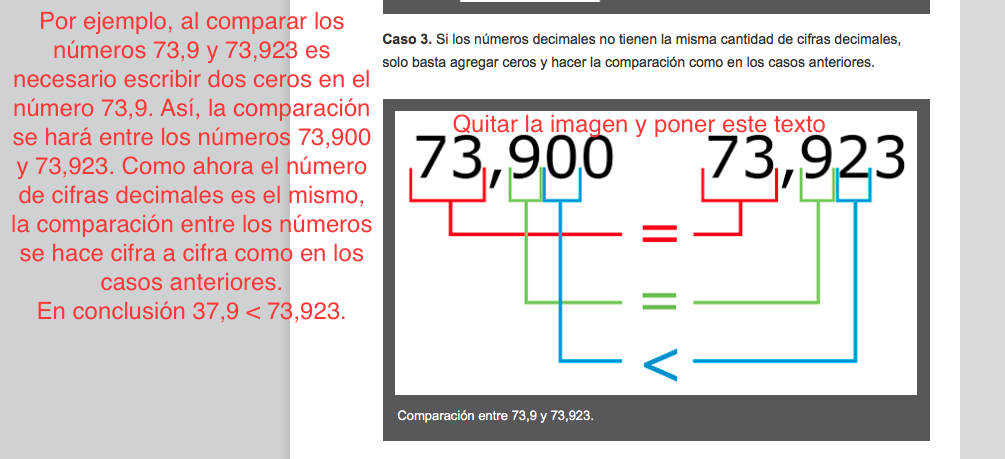 Por ejemplo, al comparar los
números 73,9 y 73,923 es
necesario escribir dos ceros en el
número 73,9. Así, la comparación
se hará entre los números 73,900
y 73,923. Como ahora el número
de cifras decimales es el mismo,
la comparación entre los números
se hace cifra a cifra como en los
casos anteriores.
En conclusión 37,9 < 73,923.
Caso 3. Si los números decimales no tienen la misma cantidad de cifras decimales,
solo basta agregar ceros y hacer la comparación como en los casos anteriores.
Quitar la imagen y poner este texto
73,900 73,923
=
=
<
Comparación entre 73,9 y 73,923.